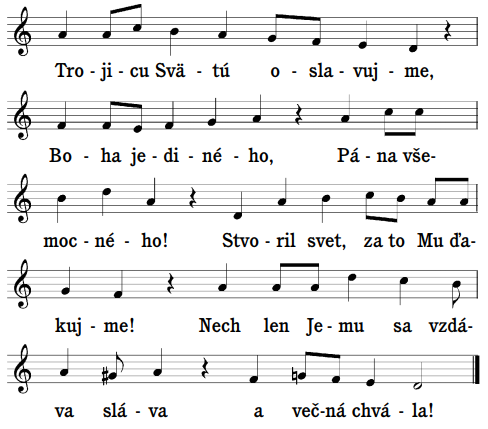 Tro - ji - cu Svä - tú o - sla - vuj - me,
Bo - ha je - di - né - ho, Pá - na vše-
moc - né - ho! Stvo - ril svet, za to Mu ďa-
kuj - me! Nech len Je - mu sa vzdá-
va slá - va a več - ná chvá - la!